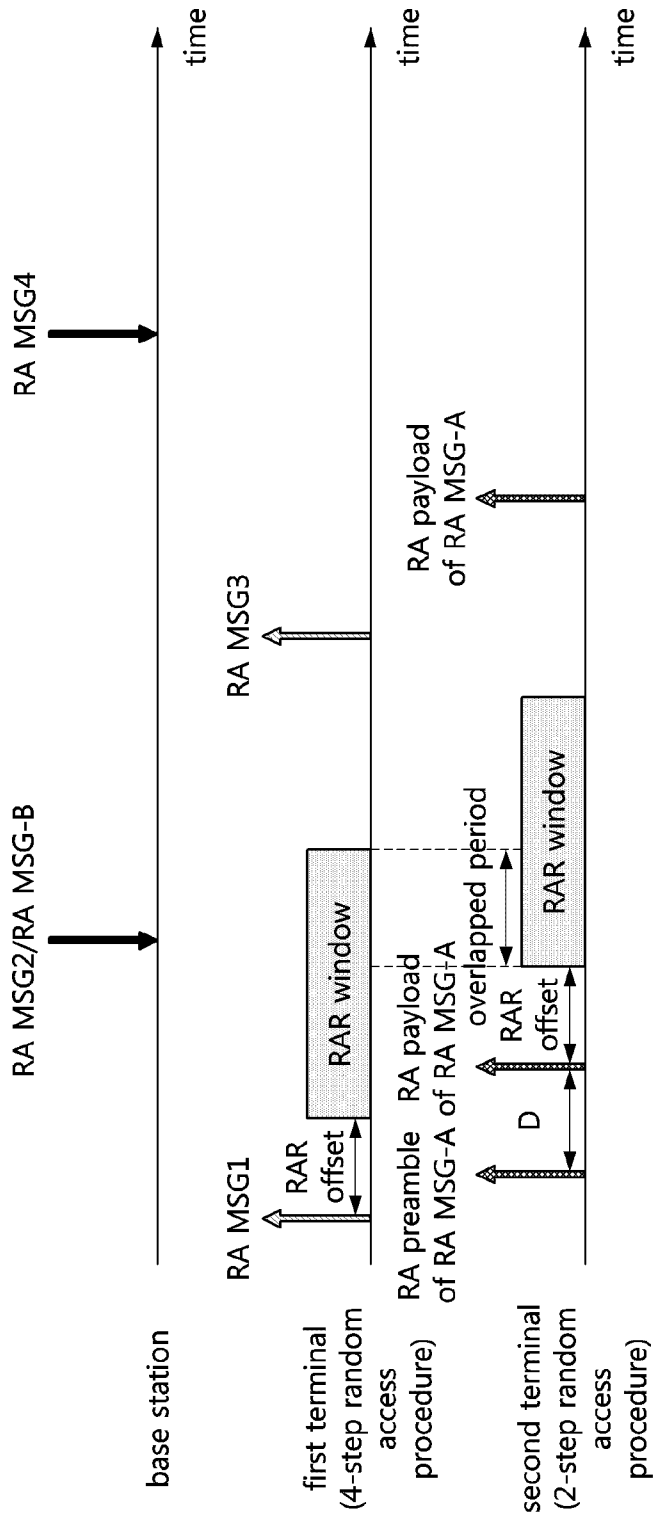 RA MSG2/RA MSG-B
RA MSG4
base station
time
RA MSG1
RAR
offset
RAR window
RA MSG3
first terminal
(4-step random
access
procedure)
time
RA preamble
of RA MSG-A
RA payload
of RA MSG-A
overlapped period
RA payload
of RA MSG-A
D
RAR
offset
RAR window
second terminal
(2-step random
access
procedure)
time